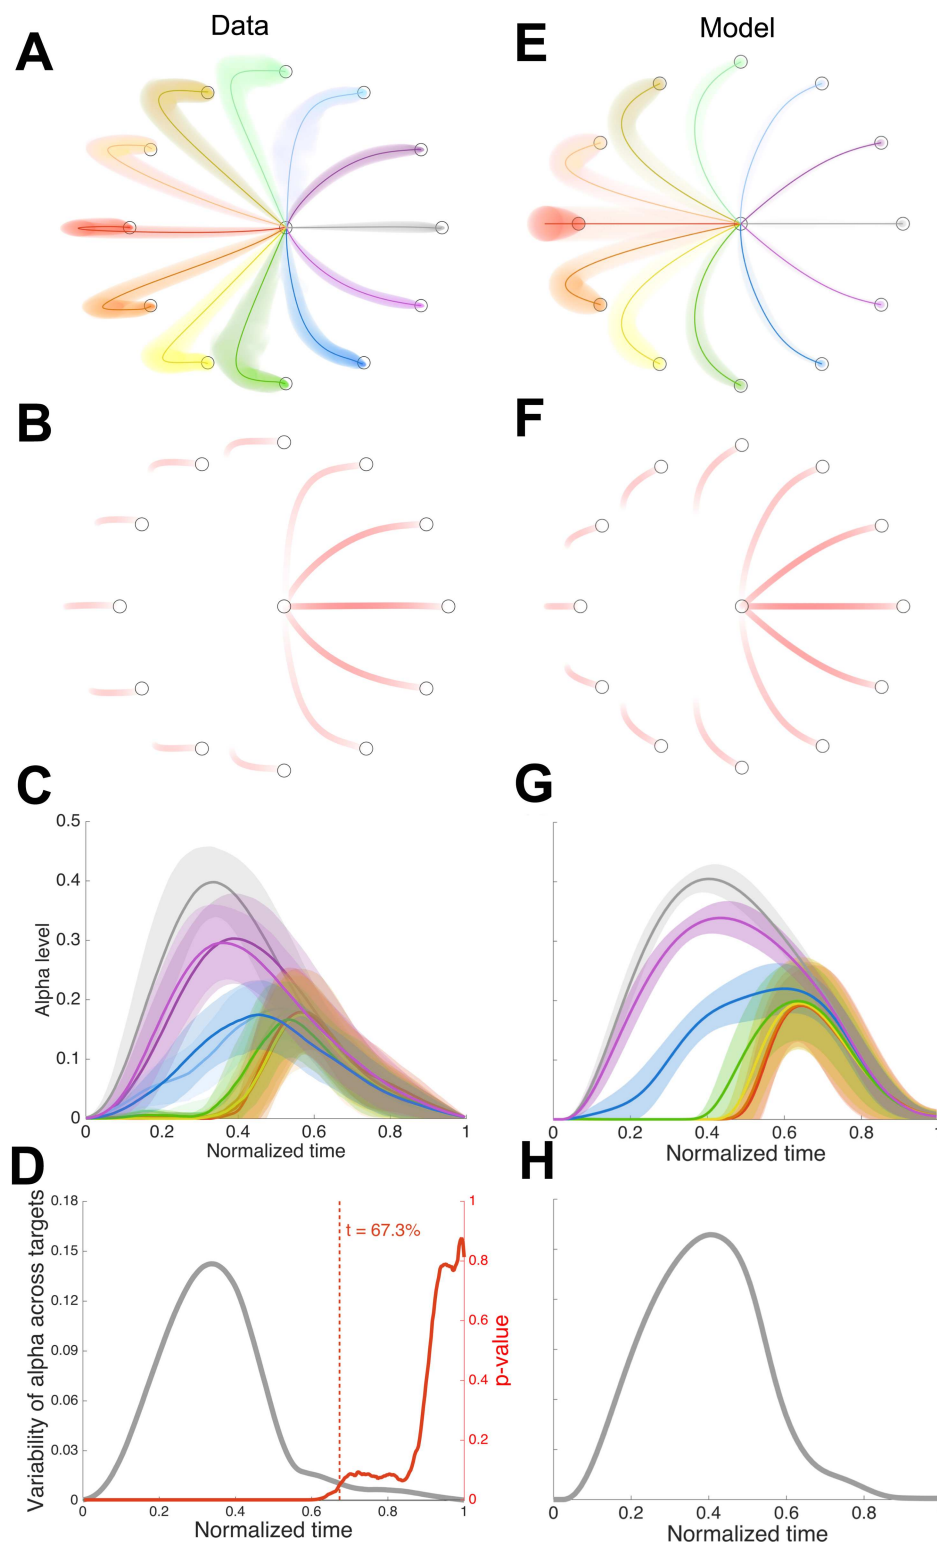 Data
Model
A
E
B
F
C
G
0.5
0.4
0.3
0.2
0.1
0
Alpha level
0 0.2 0.4 0.6 0.8 1
Normalized time
0 0.2 0.4 0.6 0.8
Normalized time
D
H
0.18
0.15
0.12
0.09
0.06
0.03
0
Variability of alpha across targets
t = 67.3%
1
0.8
0.6
0.4
0.2
0
p-value
0 0.2 0.4 0.6 0.8 1
Normalized time
0 0.2 0.4 0.6 0.8
Normalized time